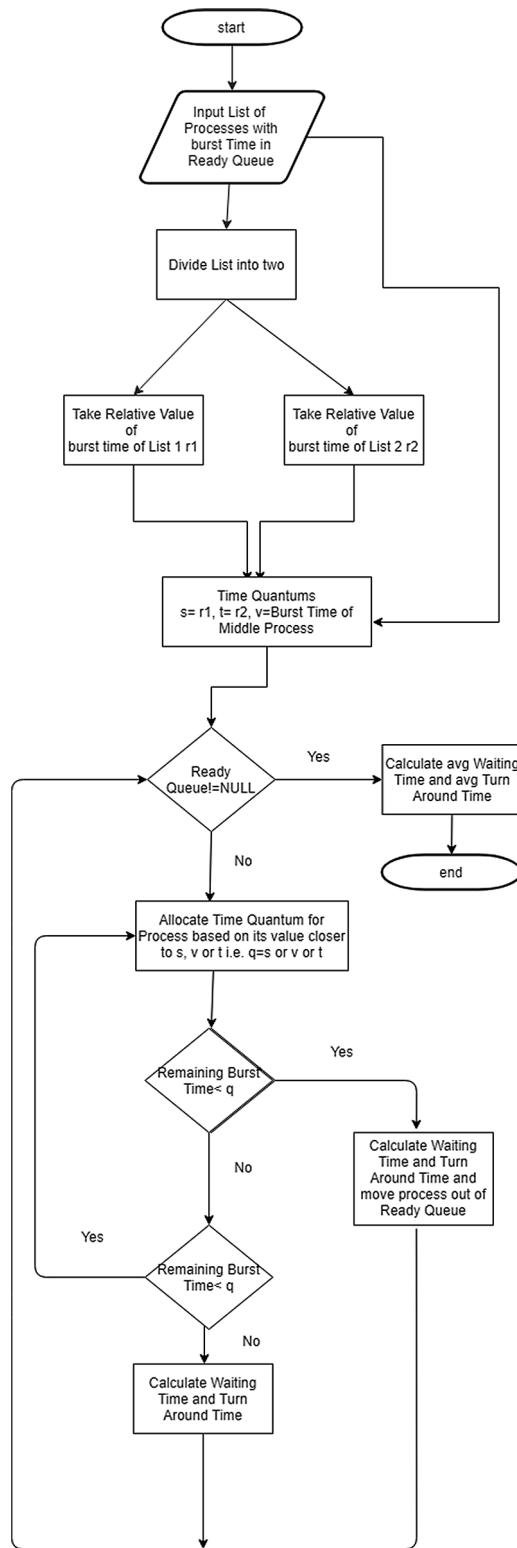 start
Input List of
Processes with
burst Time in
Ready Queue
Divide List into two
Take Relative Value
of
burst time of List 1 r1
Take Relative Value
of
burst time of List 2 r2
Time Quantums
s= r1, t= r2, v=Burst Time of
Middle Process
Ready
Queue!=NULL
Yes
Calculate avg Waiting
Time and avg Turn
Around Time
end
No
Allocate Time Quantum for
Process based on its value closer
to s, v or t i.e. q=s or v or t
Remaining Burst
Time< q
Yes
Calculate Waiting
Time and Turn
Around Time and
move process out of
Ready Queue
No
Yes
Remaining Burst
Time< q
No
Calculate Waiting
Time and Turn
Around Time